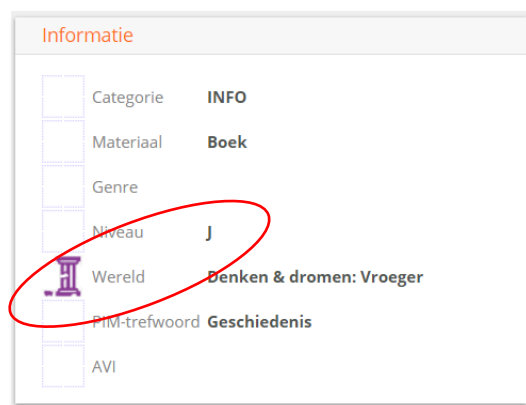 Informatie
Categorie INFO
Materiaal Boek
Genre
Niveau J
Wereld Denken & dromen: Vroeger
PIM-trefwoord Geschiedenis
AVI